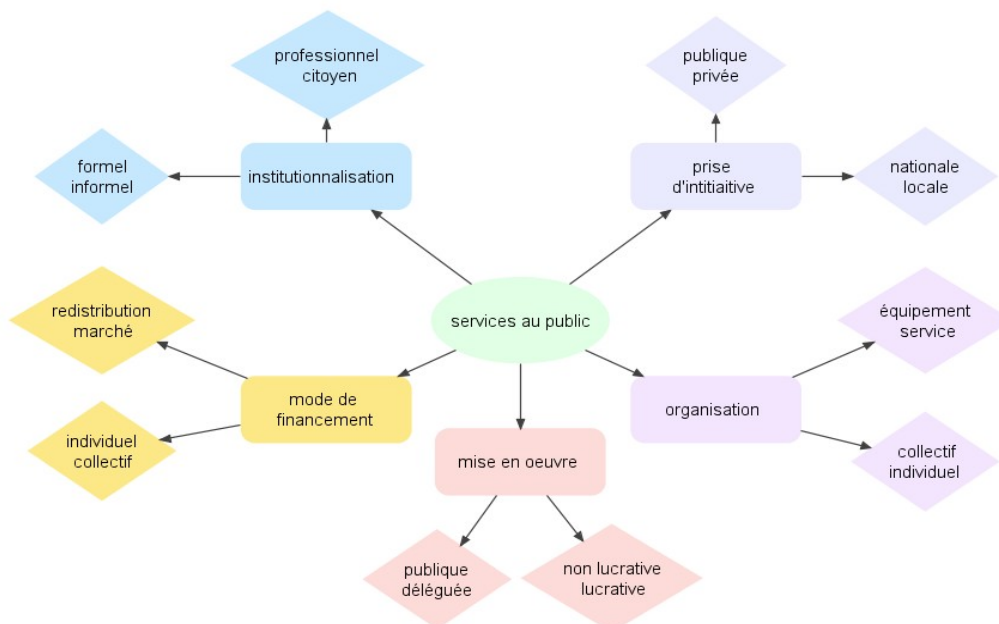 professionnel
citoyen
publique
privée
formel
informel
institutionnalisation
prise
d'intitiaitive
nationale
locale
services au public
redistribution
marché
équipement
service
mode de
financement
organisation
individuel
collectif
mise en oeuvre
collectif
individuel
publique
déléguée
non lucrative
lucrative